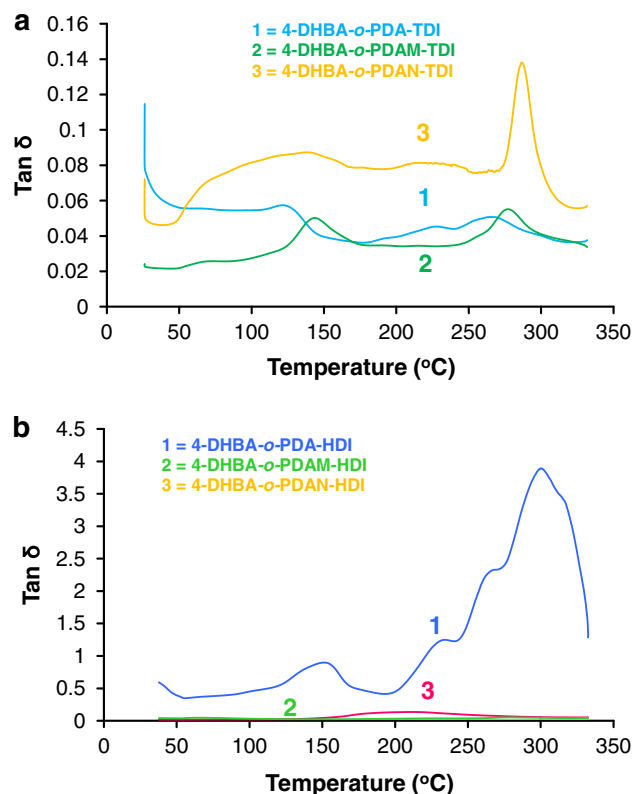 a
1 = 4-DHBA-o-PDA-TDI
2 = 4-DHBA-o-PDAM-TDI
3 = 4-DHBA-o-PDAN-TDI
Tan δ
0.16
0.14
0.12
0.1
0.08
0.06
0.04
0.02
0
3
1
2
0 50 100 150 200 250 300 350
Temperature (ºC)
b
1 = 4-DHBA-o-PDA-HDI
2 = 4-DHBA-o-PDAM-HDI
3 = 4-DHBA-o-PDAN-HDI
Tan δ
4.5
4
3.5
3
2.5
2
1.5
1
0.5
0
1
2
3
0 50 100 150 200 250 300 350
Temperature (ºC)